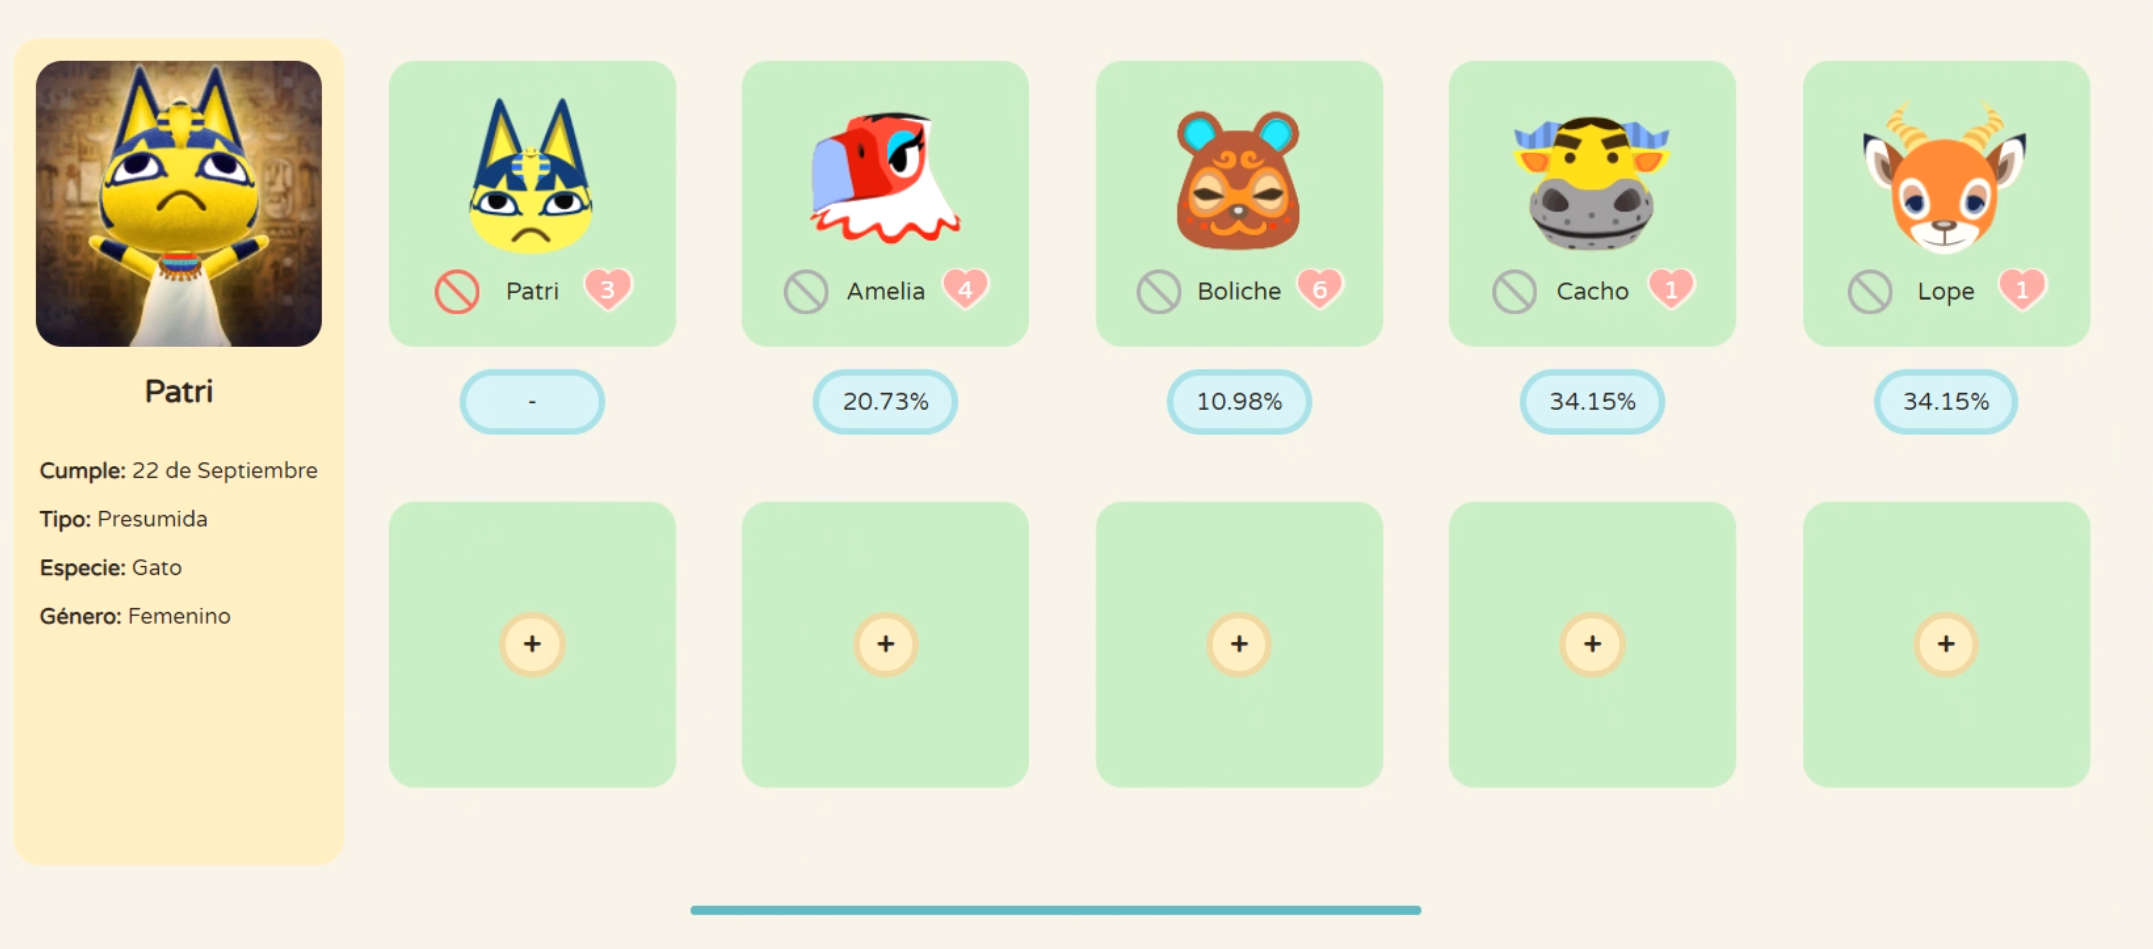 Patri
Cumple: 22 de Septiembre
Tipo: Presumida
Especie: Gato
Género: Femenino
Patri 3
Amelia 4
Boliche 6
Cacho 1
Lope 1
-
20.73%
10.98%
34.15%
34.15%
+
+
+
+
+